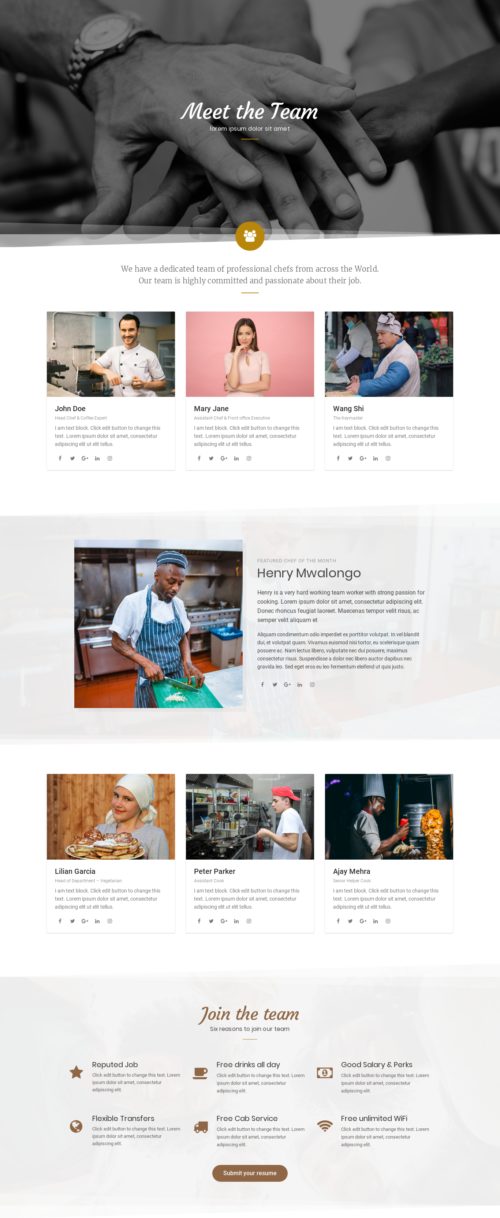 Meet the Team
lorem ipsum dolor sit amet
We have a dedicated team of professional chefs from across the World.
Our team is highly committed and passionate about their job.
John Doe
Head Chef & Coffee Expert
I am text block. Click edit button to change this
text. Lorem ipsum dolor sit amet, consectetur
adipiscing elit ut elit tellus.
Mary Jane
Assistant Chef & Front office Executive
I am text block. Click edit button to change this
text. Lorem ipsum dolor sit amet, consectetur
adipiscing elit ut elit tellus.
Wang Shi
The Keymaster
I am text block. Click edit button to change this
text. Lorem ipsum dolor sit amet, consectetur
adipiscing elit ut elit tellus.
FEATURED CHEF OF THE MONTH
Henry Mwalongo
Henry is a very hard working team worker with strong passion for
cooking. Lorem ipsum dolor sit amet, consectetur adipiscing elit.
Donec rhoncus feugiat laoreet. Maecenas tempor velit risus, ac
semper velit aliquam et
Aliquam condimentum odio imperdiet ex porttitor volutpat. In vel blandit
dui, et volutpat quam. Vivamus euismod nisi tortor, eu scelerisque quam
posuere ac. Nam lectus libero, vulputate nec dui posuere, maximus
consectetur risus. Suspendisse a dolor nec libero auctor dapibus nec
gravida leo. Sed eget eros eu leo fermentum eleifend ut quis justo.
Lilian Garcia
Head of Department – Vegetarian
I am text block. Click edit button to change this
text. Lorem ipsum dolor sit amet, consectetur
adipiscing elit ut elit tellus.
Peter Parker
Assistant Cook
I am text block. Click edit button to change this
text. Lorem ipsum dolor sit amet, consectetur
adipiscing elit ut elit tellus.
Ajay Mehra
Senior Helper Cook
I am text block. Click edit button to change this
text. Lorem ipsum dolor sit amet, consectetur
adipiscing elit ut elit tellus.
Join the team
Six reasons to join our team
Reputed Job
Click edit button to change this text. Lorem
ipsum dolor sit amet, consectetur
adipiscing elit.
Free drinks all day
Click edit button to change this text. Lorem
ipsum dolor sit amet, consectetur
adipiscing elit.
Good Salary & Perks
Click edit button to change this text. Lorem
ipsum dolor sit amet, consectetur
adipiscing elit.
Flexible Transfers
Click edit button to change this text. Lorem
ipsum dolor sit amet, consectetur
adipiscing elit.
Free Cab Service
Click edit button to change this text. Lorem
ipsum dolor sit amet, consectetur
adipiscing elit.
Free unlimited WiFi
Click edit button to change this text. Lorem
ipsum dolor sit amet, consectetur
adipiscing elit.
Submit your resume